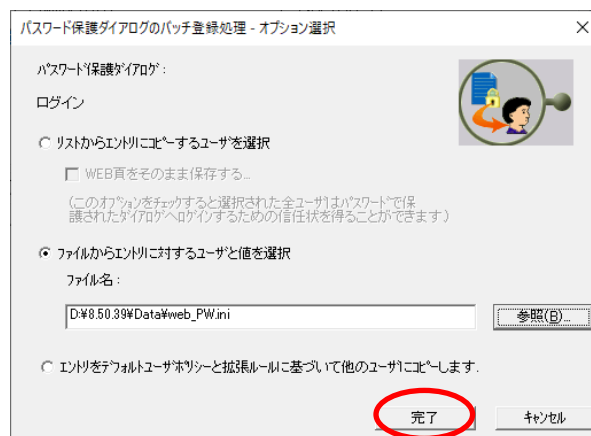 パスワード保護ダイアログのバッチ登録処理 - オプション選択
パスワード保護ダイアログ :
ログイン
リストからエントリにコピーするユーザを選択
WEB頁をそのまま保存する...
(このオプションをチェックすると選択された全ユーザはパスワードで保
護されたダイアログへログインするための信任状を得ることができます)
ファイルからエントリに対するユーザと値を選択
ファイル名 :
D:¥8.50.39¥Data¥web_PW.ini
参照(B)...
エントリをデフォルトユーザポリシーと拡張ルールに基づいて他のユーザにコピーします.
完了
キャンセル